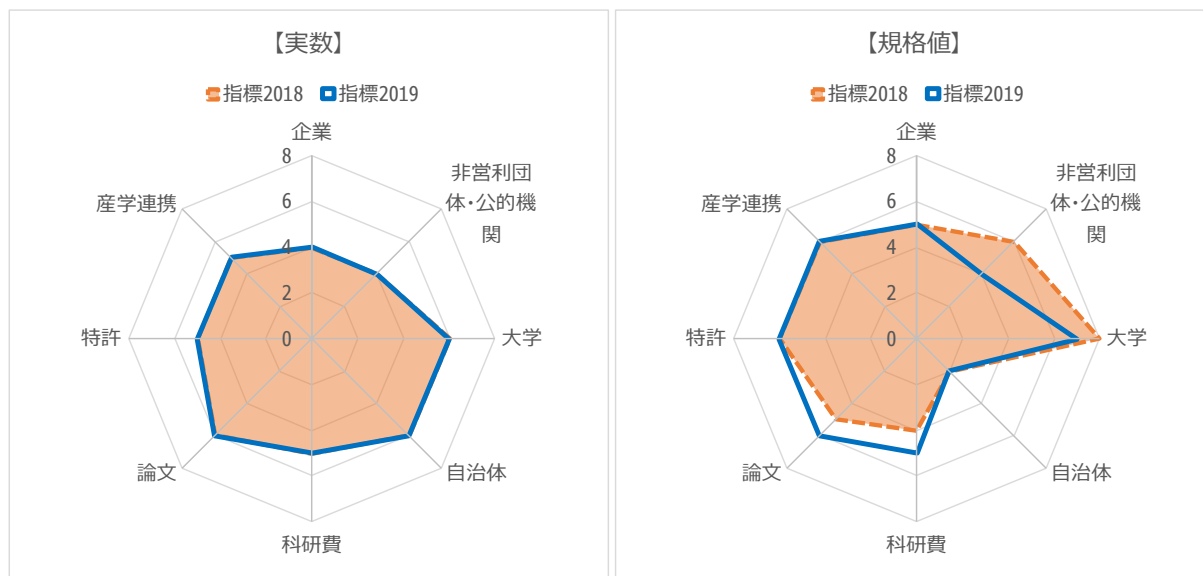 【実数】
指標2018 指標2019
企業
非営利団
体・公的機
関
大学
自治体
科研費
論文
特許
産学連携
8
6
4
2
0
【規格値】
指標2018 指標2019
企業
非営利団
体・公的機
関
大学
自治体
科研費
論文
特許
産学連携
8
6
4
2
0